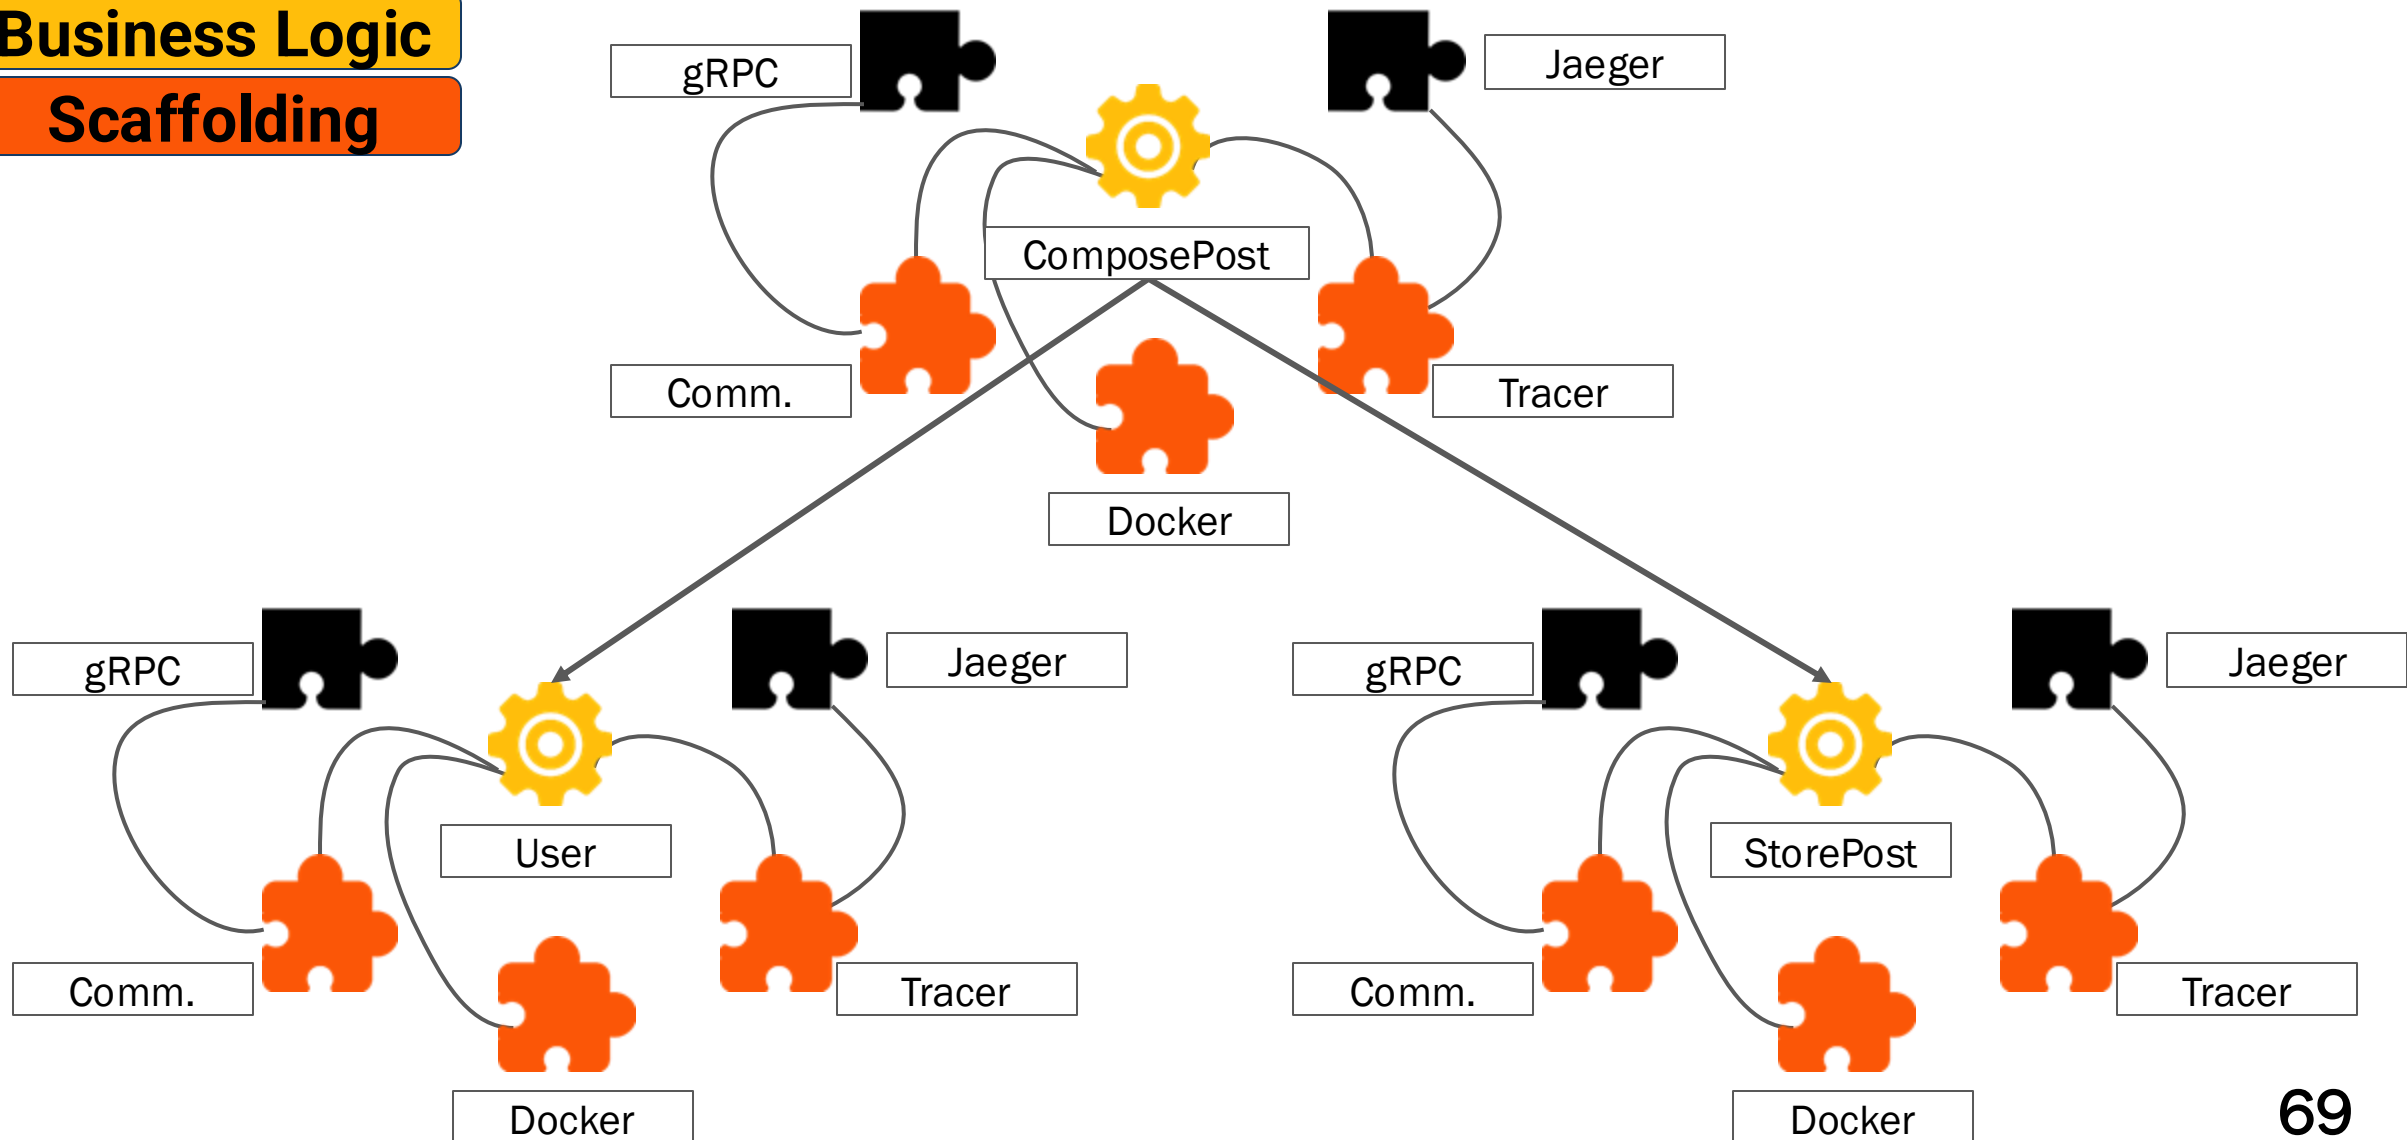 Business Logic
Scaffolding
gRPC
Jaeger
ComposePost
Comm.
Tracer
Docker
gRPC
Jaeger
User
Comm.
Tracer
Docker
gRPC
Jaeger
StorePost
Comm.
Tracer
Docker
69